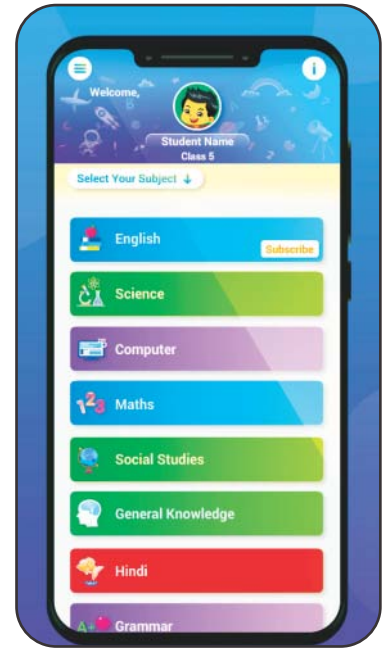 Welcome,
Student Name
Class 5
Select Your Subject ↓
English
Subscribe
Science
Computer
123 Maths
Social Studies
General Knowledge
Hindi
A+ Grammar